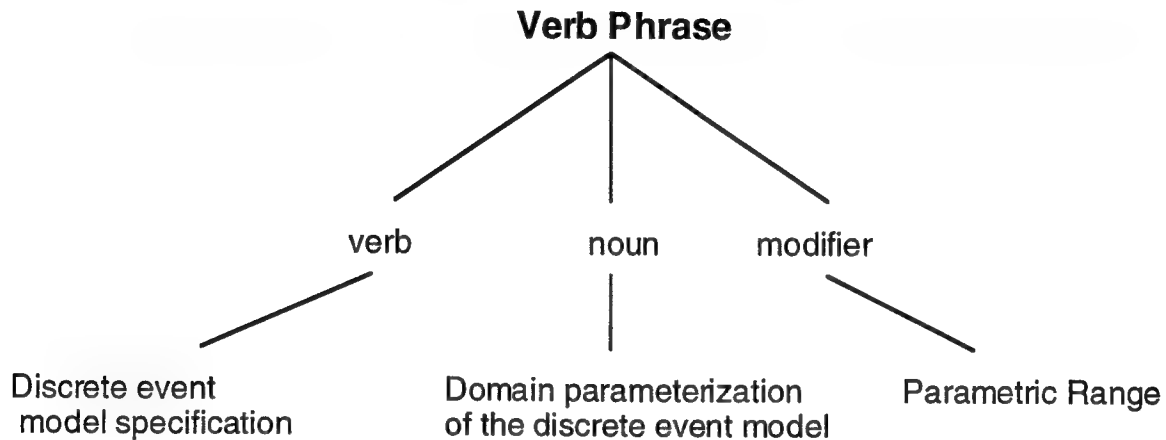 Verb Phrase
verb noun modifier
Discrete event
model specification
Domain parameterization
of the discrete event model
Parametric Range